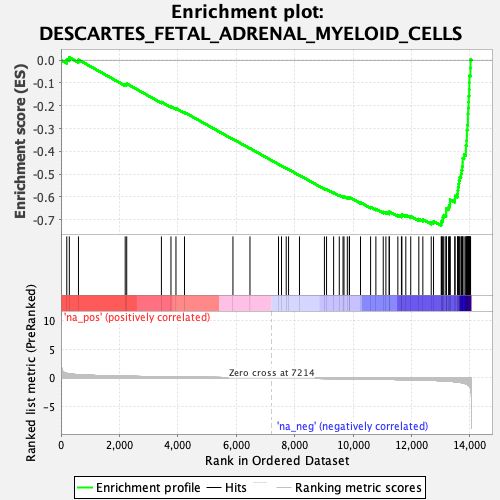 Enrichment plot:
DESCARTES_FETAL_ADRENAL_MYELOID_CELLS
Enrichment score (ES)
0.0
-0.1
-0.2
-0.3
-0.4
-0.5
-0.6
-0.7
'na_pos' (positively correlated)
Ranked list metric (PreRanked)
10
5
0
-5
Zero cross at 7214
'na_neg' (negatively correlated)
0 2,000 4,000 6,000 8,000 10,000 12,000 14,000
Rank in Ordered Dataset
Enrichment profile Hits Ranking metric scores